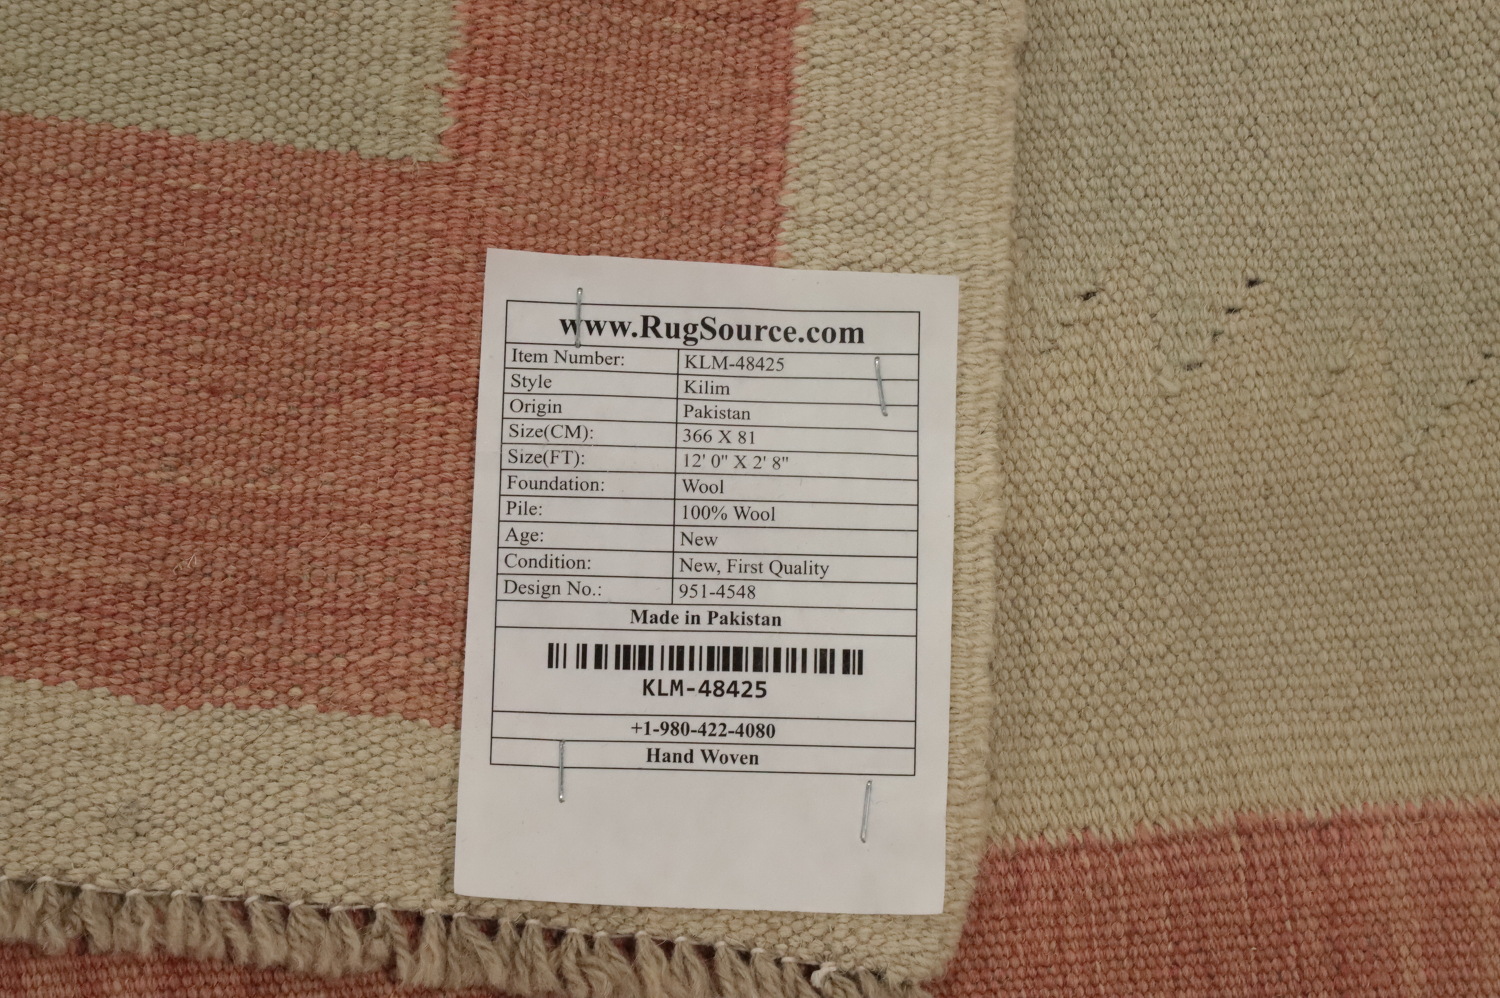 www.RugSource.com
Item Number: KLM-48425
Style Kilim
Origin Pakistan
Size(CM): 366 X 81
Size(FT): 12' 0" X 2' 8"
Foundation: Wool
Pile: 100% Wool
Age: New
Condition: New, First Quality
Design No.: 951-4548
Made in Pakistan
KLM-48425
+1-980-422-4080
Hand Woven